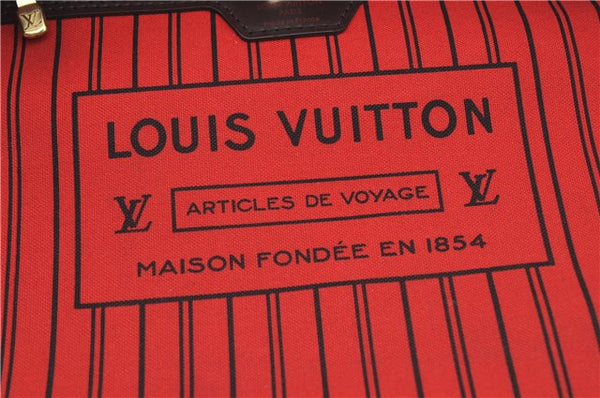 LOUIS VUITTON
LV ARTICLES DE VOYAGE LV
MAISON FONDÉE EN 1854